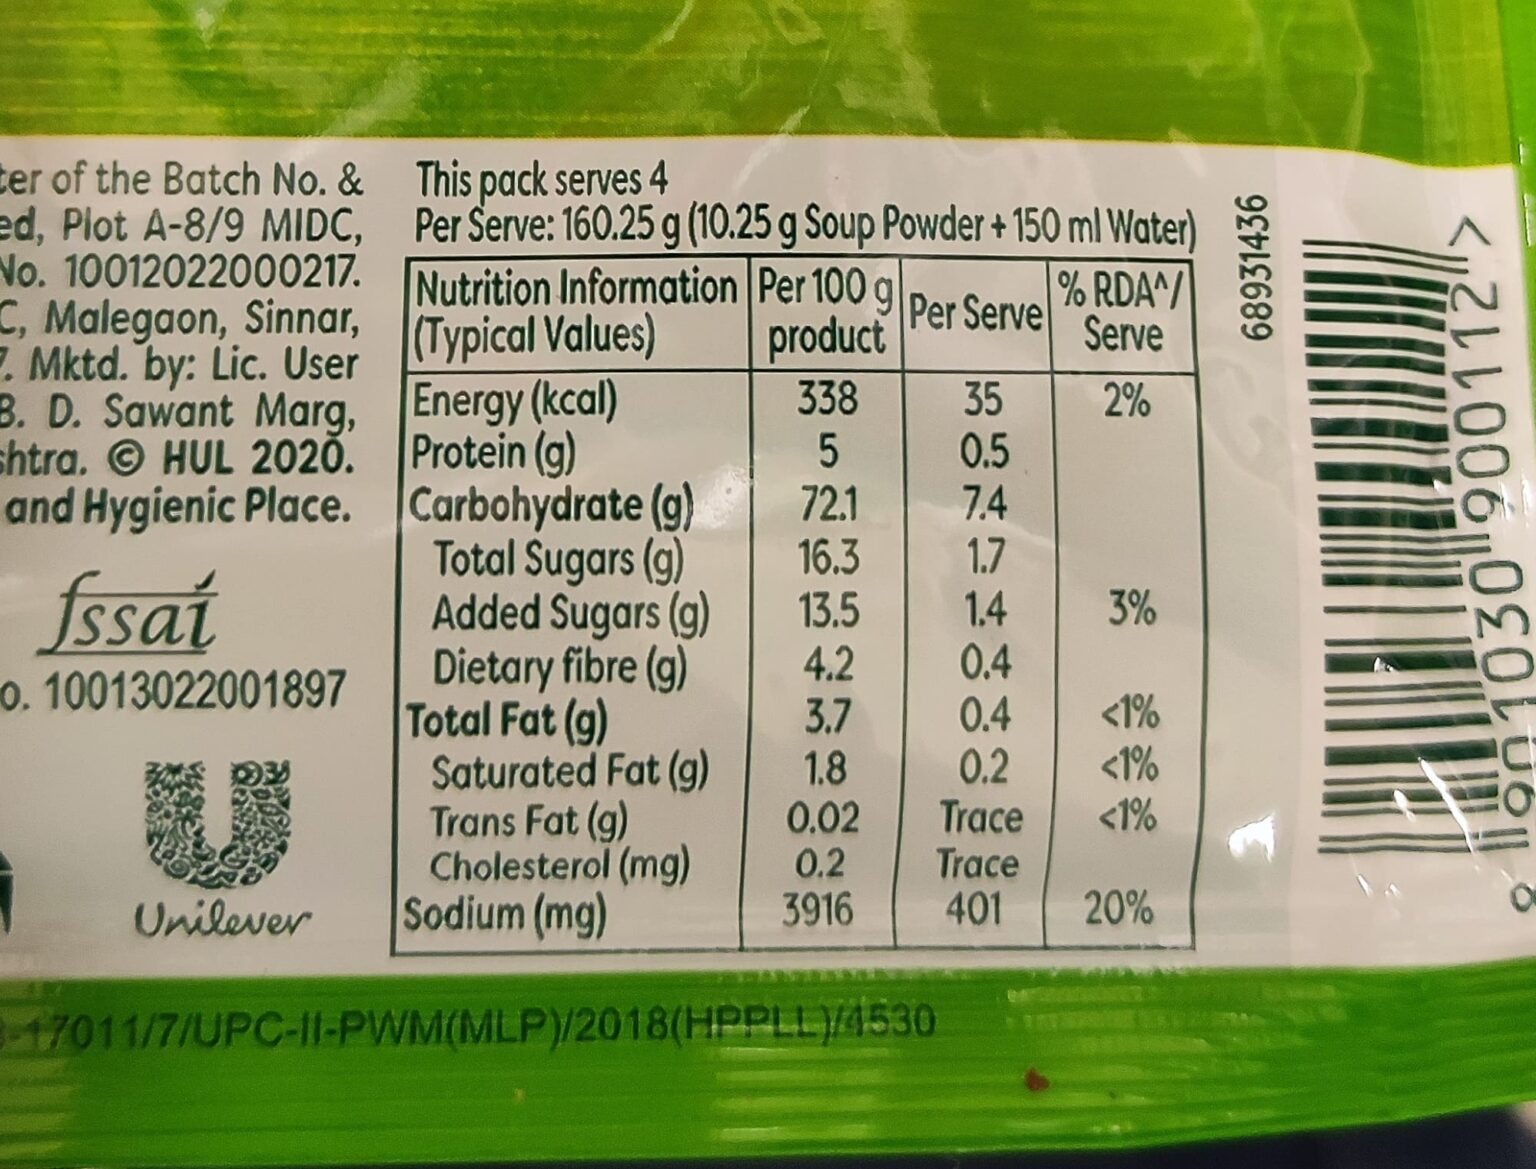 ter of the Batch No. &
ed, Plot A-8/9 MIDC,
No. 10012022000217.
C, Malegaon, Sinnar,
7. Mktd. by: Lic. User
B. D. Sawant Marg,
shtra. © HUL 2020.
and Hygienic Place.
fssai
o. 10013022001897
Unilever
This pack serves 4
Per Serve: 160.25 g (10.25 g Soup Powder + 150 ml Water)
Nutrition Information (Typical Values) Per 100 g product Per Serve % RDA^/ Serve
Energy (kcal) 338 35 2%
Protein (g) 5 0.5
Carbohydrate (g) 72.1 7.4
Total Sugars (g) 16.3 1.7
Added Sugars (g) 13.5 1.4 3%
Dietary fibre (g) 4.2 0.4
Total Fat (g) 3.7 0.4 <1%
Saturated Fat (g) 1.8 0.2 <1%
Trans Fat (g) 0.02 Trace <1%
Cholesterol (mg) 0.2 Trace
Sodium (mg) 3916 401 20%
68931436
8 901030 900112 >
-17011/7/UPC-II-PWM(MLP)/2018(HPPLL)/4530